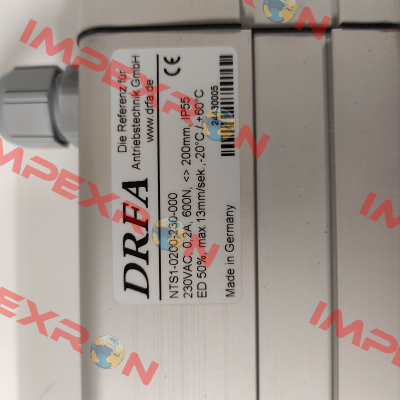 Die Referenz für
Antriebstechnik GmbH
www.drfa.de
CE
DRFA
NTS1-0200-230-000
230VAC, 0,2A, 600N, <> 200mm, IP55
ED 50%, max.13mm/sek.,-20°C / +60°C
Made in Germany
24430005
IMPEXRON
IMPEXRON
IMPEXRON
IMPEXRON